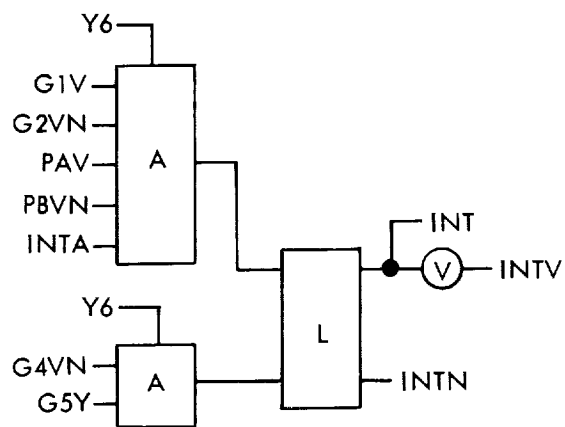 Y6
G1V
G2VN
PAV
A
PBVN
INTA
INT
V
INTV
Y6
L
G4VN
A
INTN
G5Y